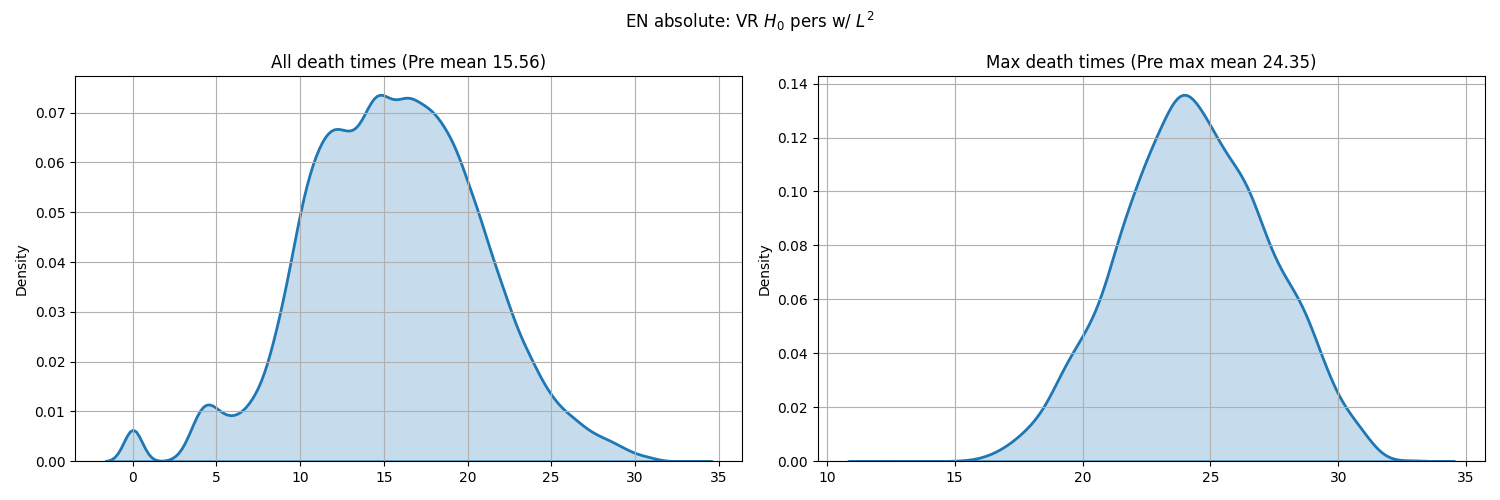 EN absolute: VR $H_0$ pers w/ $L^2$
All death times (Pre mean 15.56)
Density
0.07
0.06
0.05
0.04
0.03
0.02
0.01
0.00
0 5 10 15 20 25 30 35
Max death times (Pre max mean 24.35)
Density
0.14
0.12
0.10
0.08
0.06
0.04
0.02
0.00
10 15 20 25 30 35